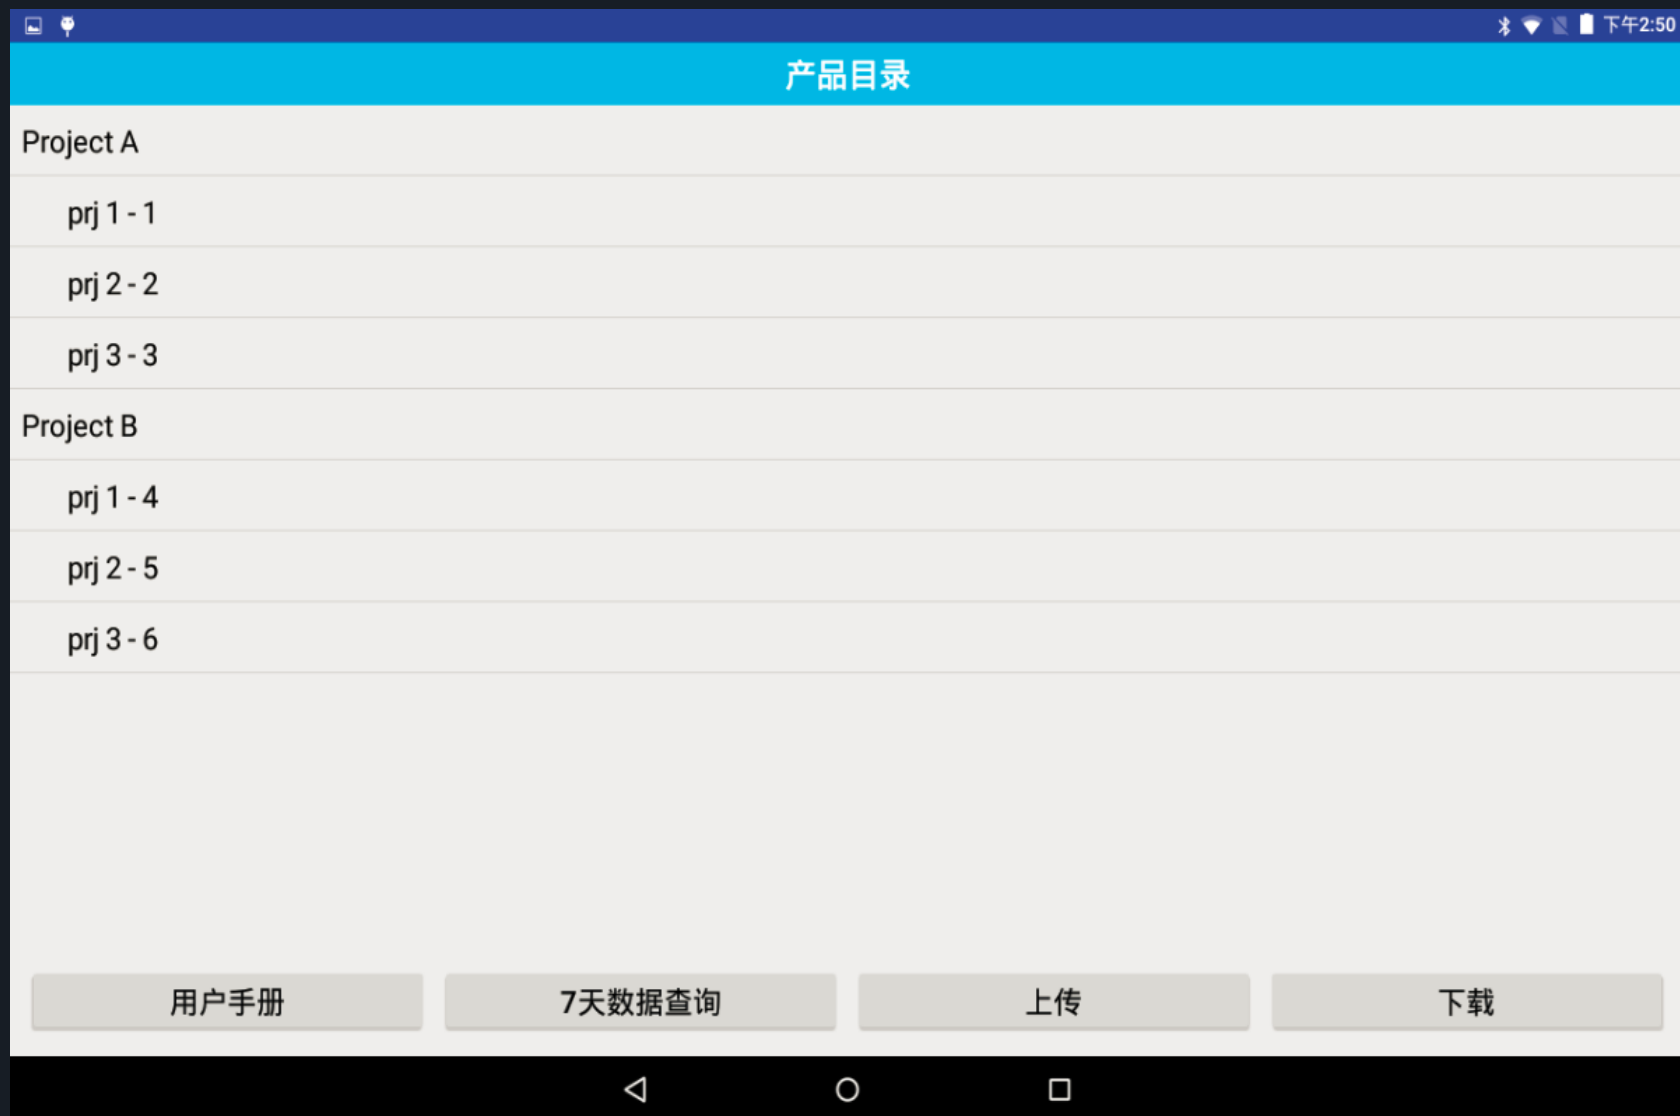 下午2:50
产品目录
Project A
prj 1 - 1
prj 2 - 2
prj 3 - 3
Project B
prj 1 - 4
prj 2 - 5
prj 3 - 6
用户手册 7天数据查询 上传 下载